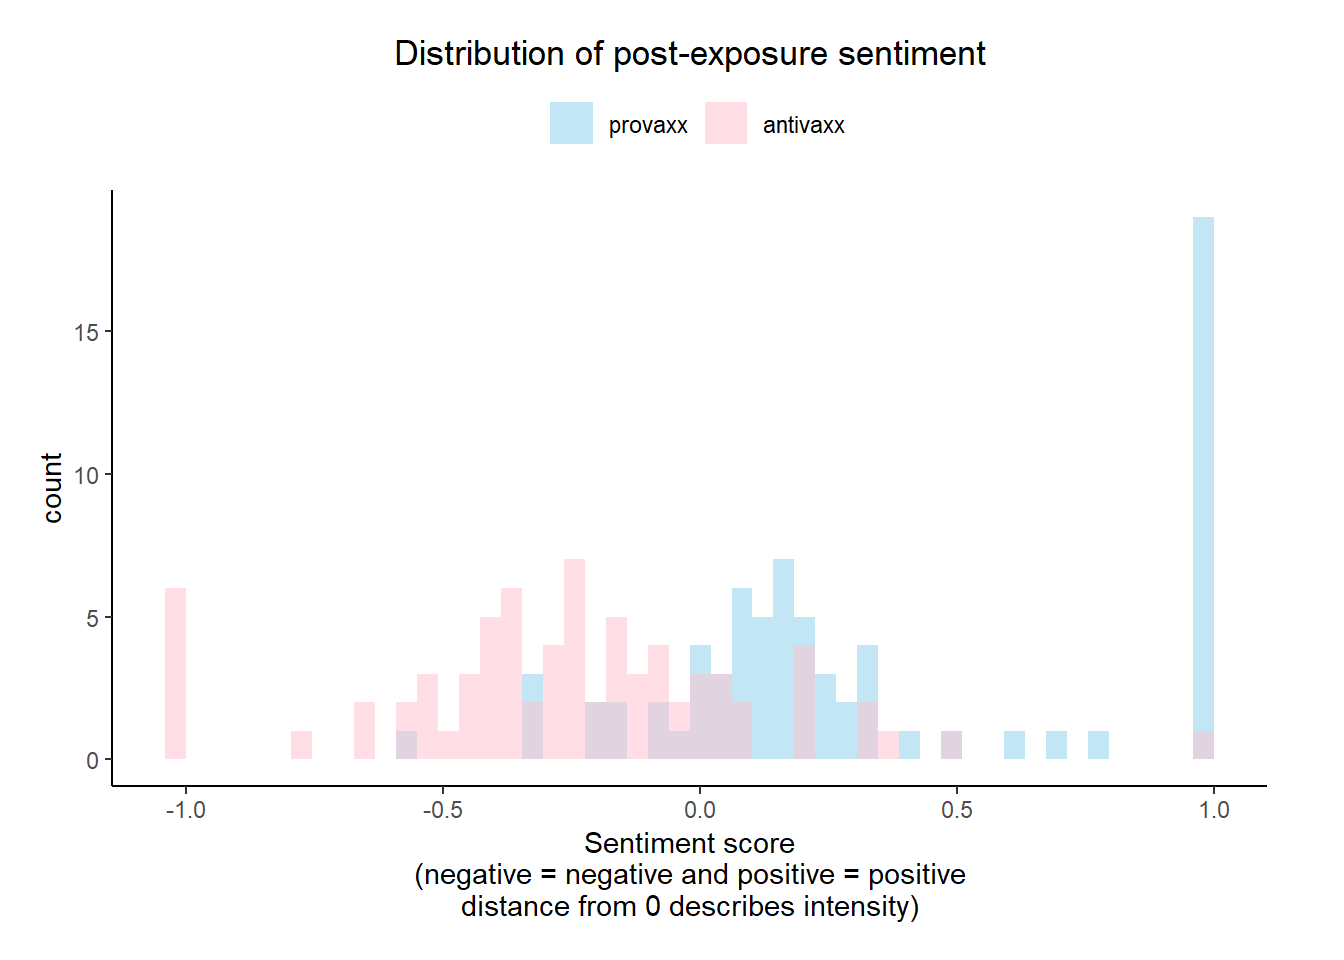 Distribution of post-exposure sentiment
provaxx antivaxx
15
10
5
0
count
-1.0 -0.5 0.0 0.5 1.0
Sentiment score
(negative = negative and positive = positive
distance from 0 describes intensity)